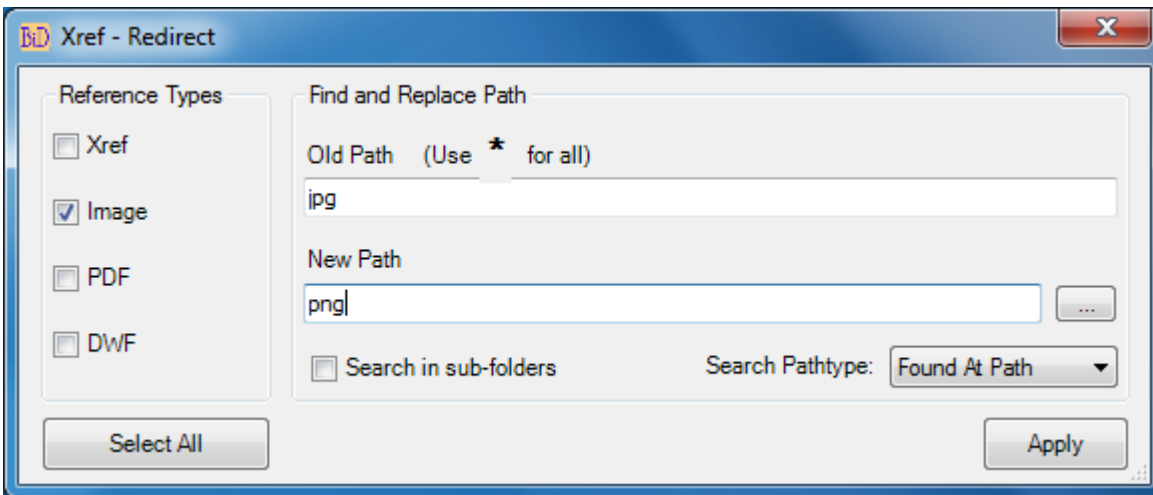 BiD Xref - Redirect
Reference Types
Xref
Image
PDF
DWF
Select All
Find and Replace Path
Old Path (Use * for all)
jpg
New Path
png
...
Search in sub-folders
Search Pathtype: Found At Path
Apply